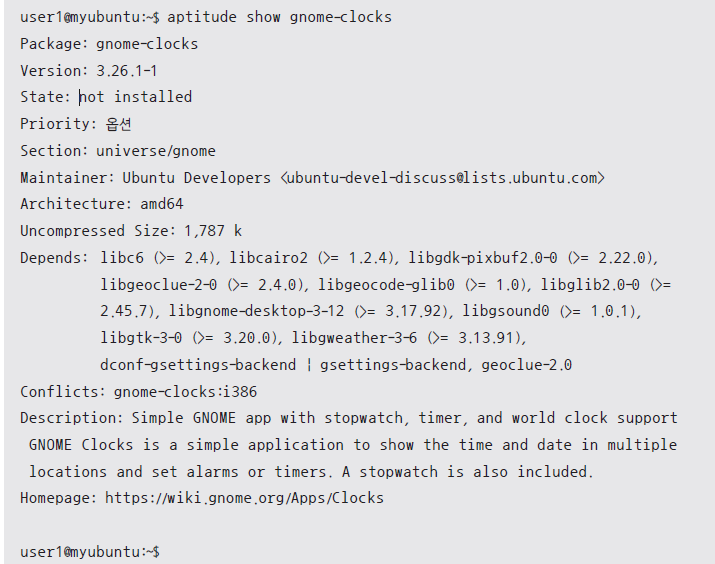 user1@myubuntu:~$ aptitude show gnome-clocks
Package: gnome-clocks
Version: 3.26.1-1
State: not installed
Priority: 옵션
Section: universe/gnome
Maintainer: Ubuntu Developers <ubuntu-devel-discuss@lists.ubuntu.com>
Architecture: amd64
Uncompressed Size: 1,787 k
Depends: libc6 (>= 2.4), libcairo2 (>= 1.2.4), libgdk-pixbuf2.0-0 (>= 2.22.0),
libgeoclue-2-0 (>= 2.4.0), libgeocode-glib0 (>= 1.0), libglib2.0-0 (>=
2.45.7), libgnome-desktop-3-12 (>= 3.17.92), libgsound0 (>= 1.0.1),
libgtk-3-0 (>= 3.20.0), libgweather-3-6 (>= 3.13.91),
dconf-gsettings-backend | gsettings-backend, geoclue-2.0
Conflicts: gnome-clocks:i386
Description: Simple GNOME app with stopwatch, timer, and world clock support
GNOME Clocks is a simple application to show the time and date in multiple
locations and set alarms or timers. A stopwatch is also included.
Homepage: https://wiki.gnome.org/Apps/Clocks
user1@myubuntu:~$